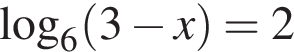 log₆(3 − x) = 2